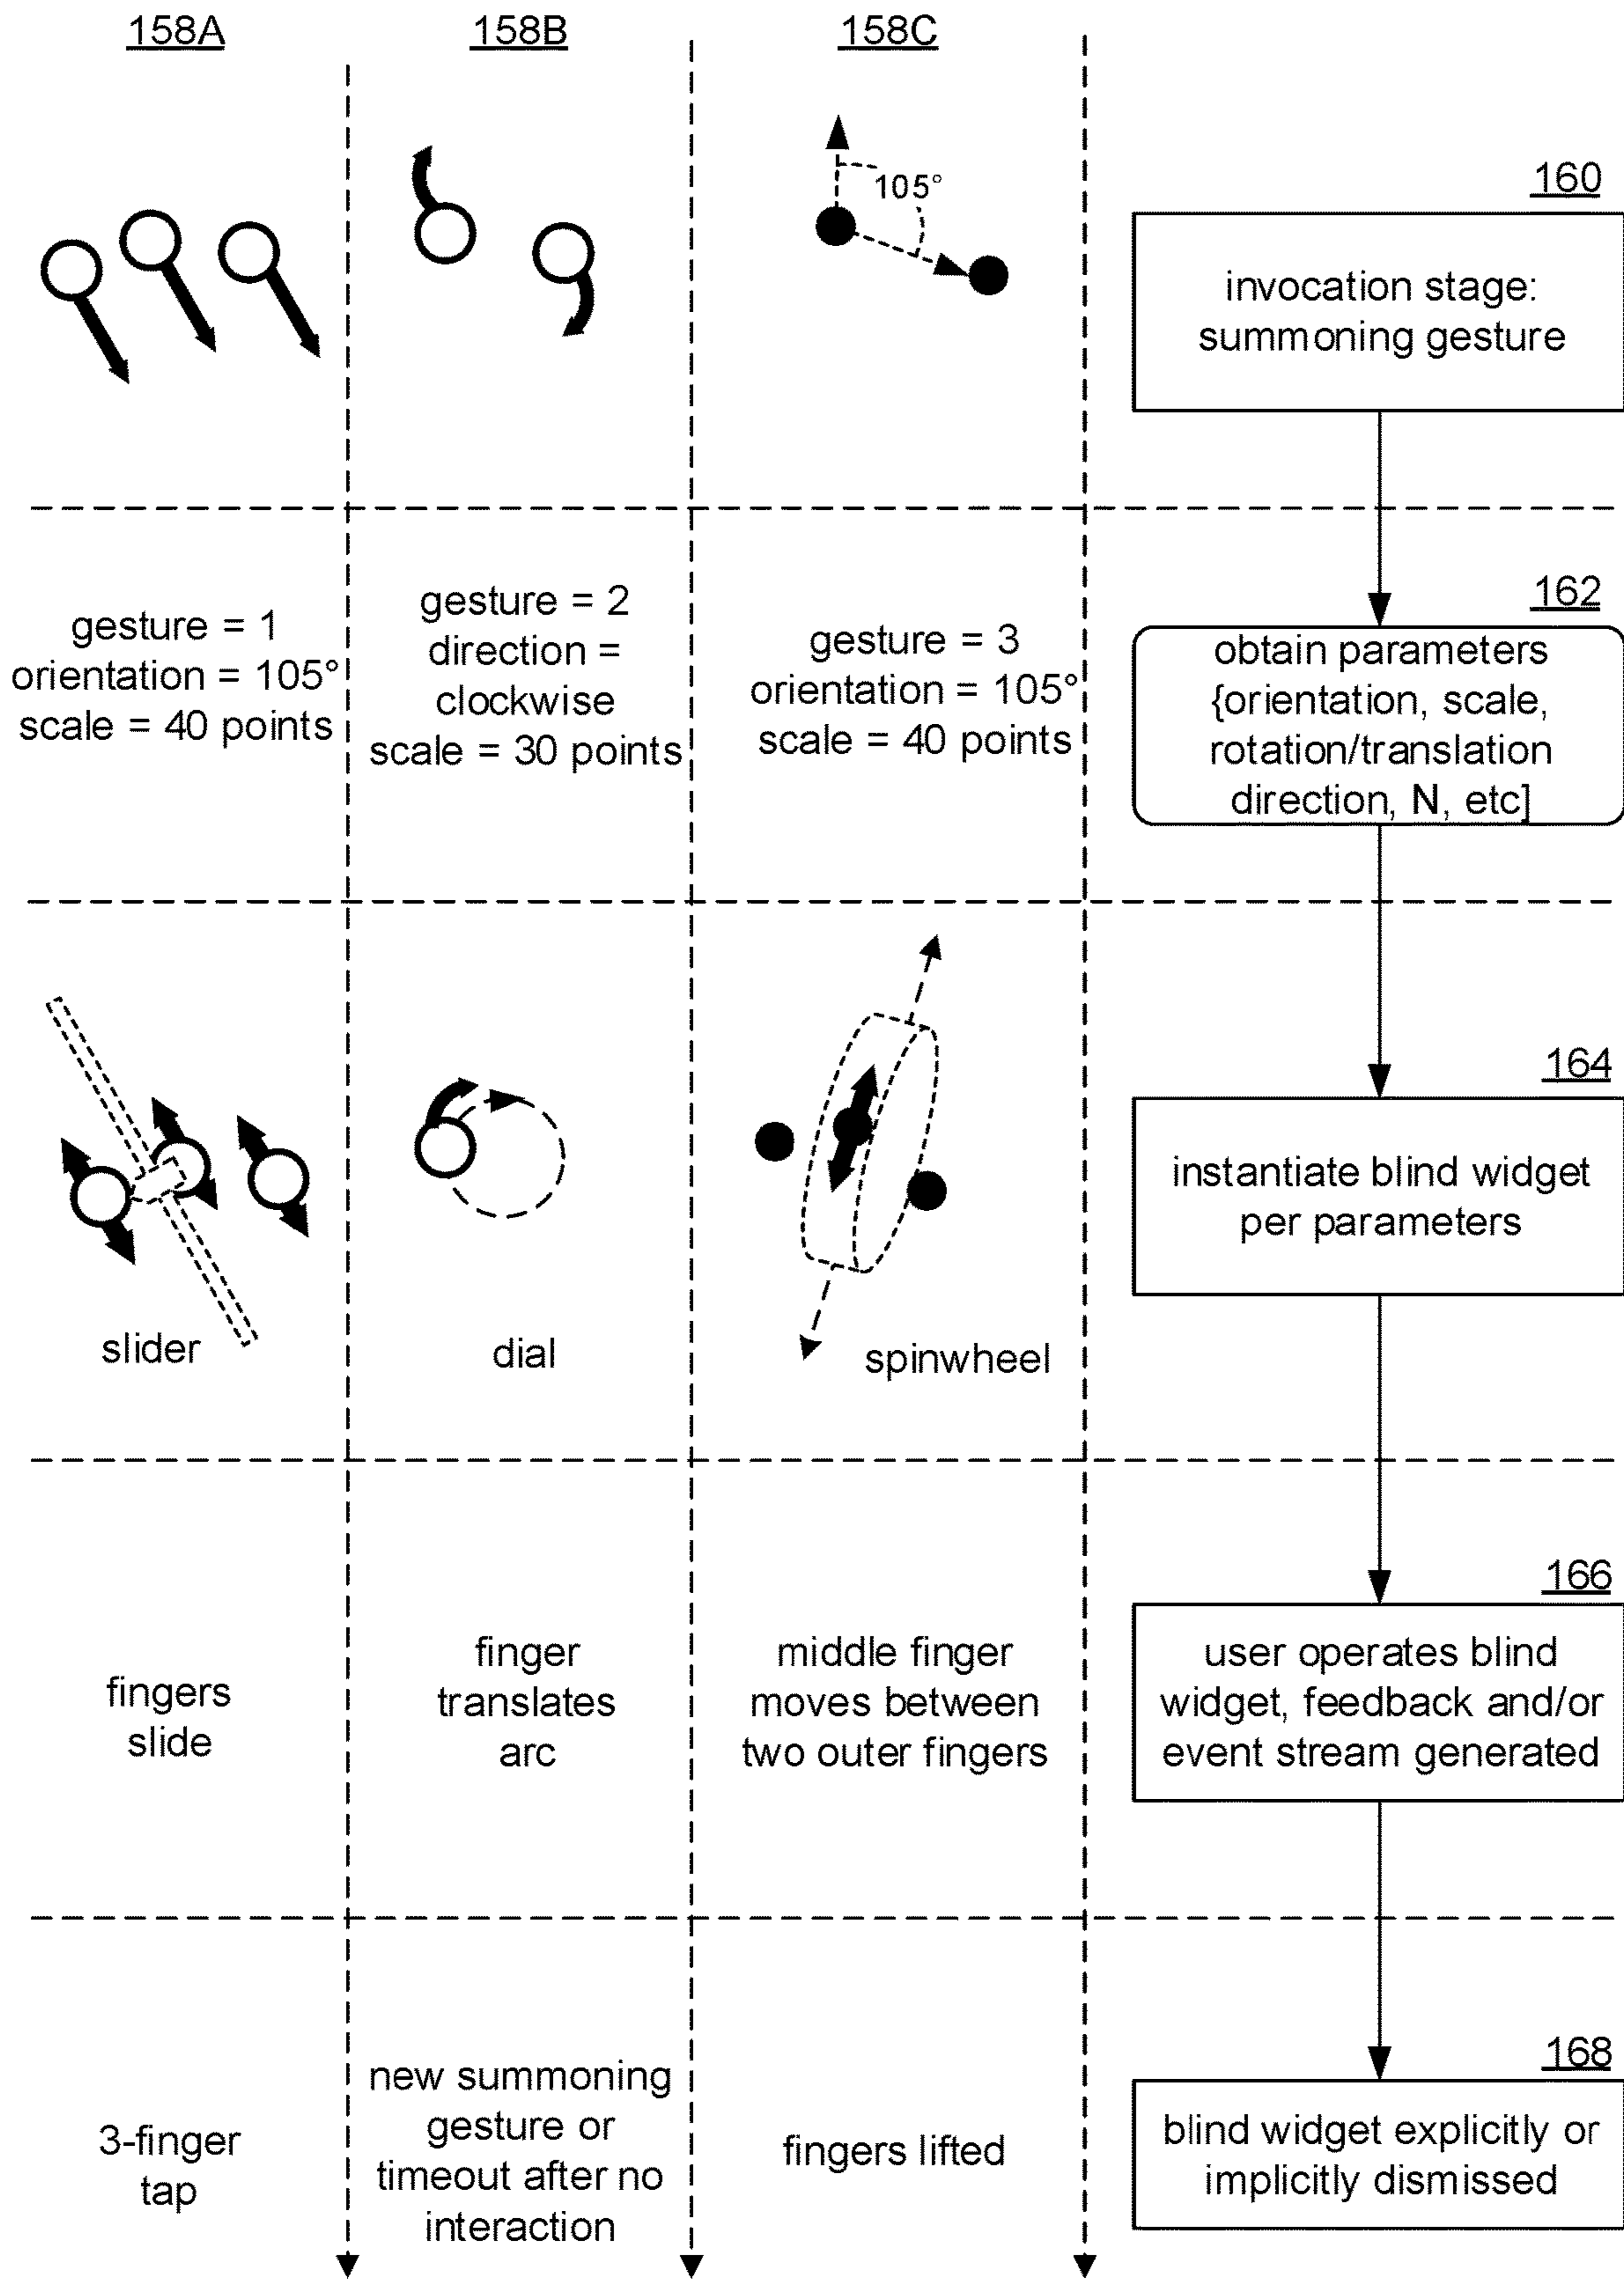 158A
158B
158C
105°
160
invocation stage:
summoning gesture
gesture = 1
orientation = 105°
scale = 40 points
gesture = 2
direction =
clockwise
scale = 30 points
gesture = 3
orientation = 105°
scale = 40 points
162
obtain parameters
{orientation, scale,
rotation/translation
direction, N, etc]
slider
dial
spinwheel
164
instantiate blind widget
per parameters
fingers
slide
finger
translates
arc
middle finger
moves between
two outer fingers
166
user operates blind
widget, feedback and/or
event stream generated
3-finger
tap
new summoning
gesture or
timeout after no
interaction
fingers lifted
168
blind widget explicitly or
implicitly dismissed